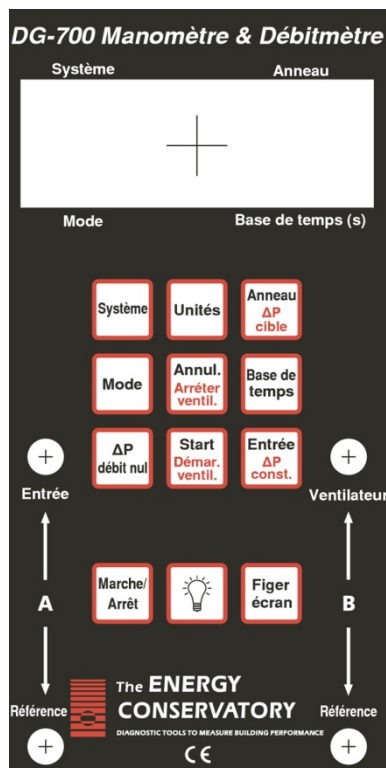 DG-700 Manomètre & Débitmètre
Système
Anneau
Mode
Base de temps (s)
Système
Unités
Anneau
ΔP
cible
Mode
Annul.
Arréter
ventil.
Base de
temps
ΔP
débit nul
Start
Démar.
ventil.
Entrée
ΔP
const.
Entrée
Ventilateur
A
B
Marche/
Arrêt
Figer
écran
Référence
Référence
The ENERGY
CONSERVATORY
DIAGNOSTIC TOOLS TO MEASURE BUILDING PERFORMANCE
CE